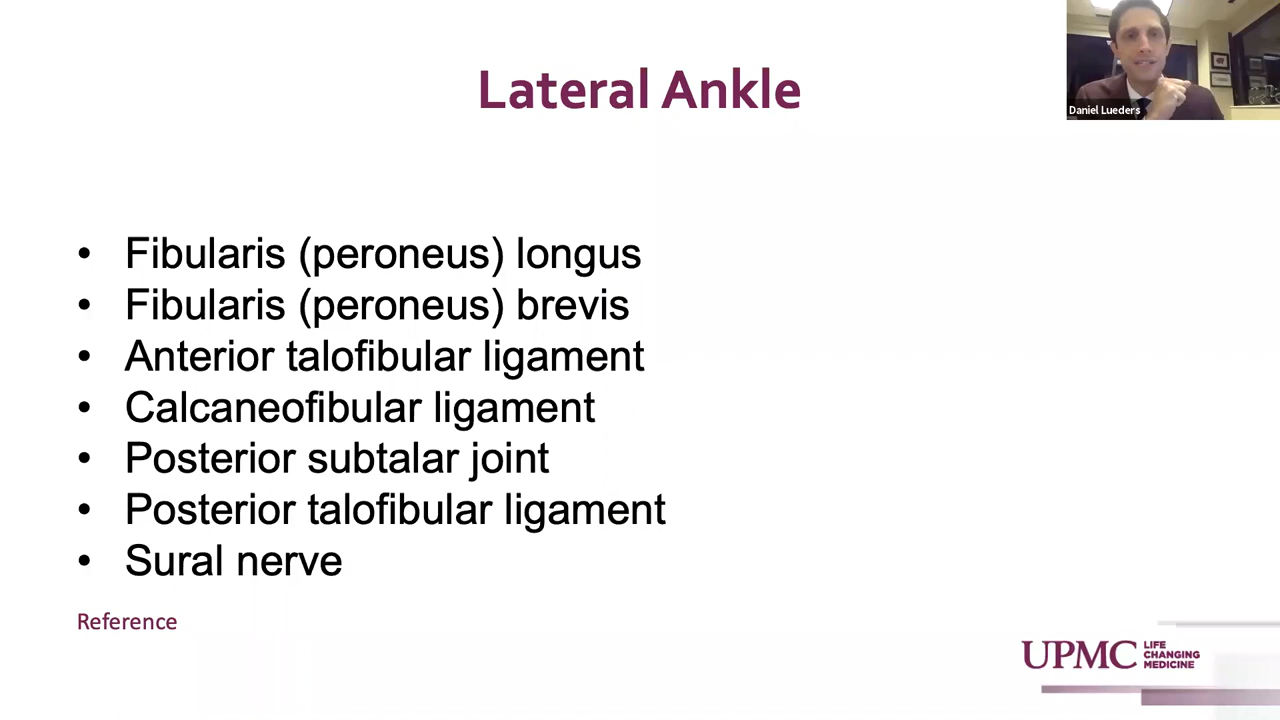 Lateral Ankle
Daniel Lueders
• Fibularis (peroneus) longus
• Fibularis (peroneus) brevis
• Anterior talofibular ligament
• Calcaneofibular ligament
• Posterior subtalar joint
• Posterior talofibular ligament
• Sural nerve
Reference
UPMC LIFE
CHANGING
MEDICINE